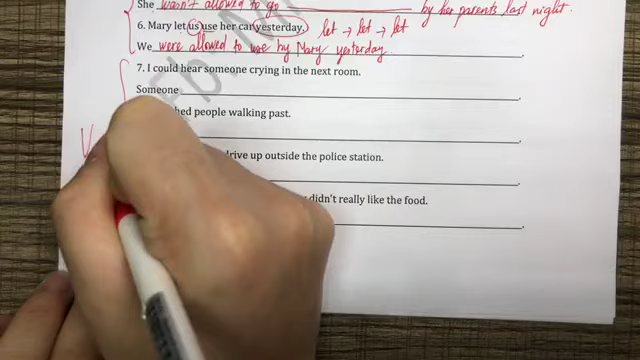 She wasn't allowed to go by her parents last night.
6. Mary let us use her car yesterday. let → let → let
We were allowed to use by Mary yesterday.
7. I could hear someone crying in the next room.
Someone
people walking past.
drive up outside the police station.
didn't really like the food.